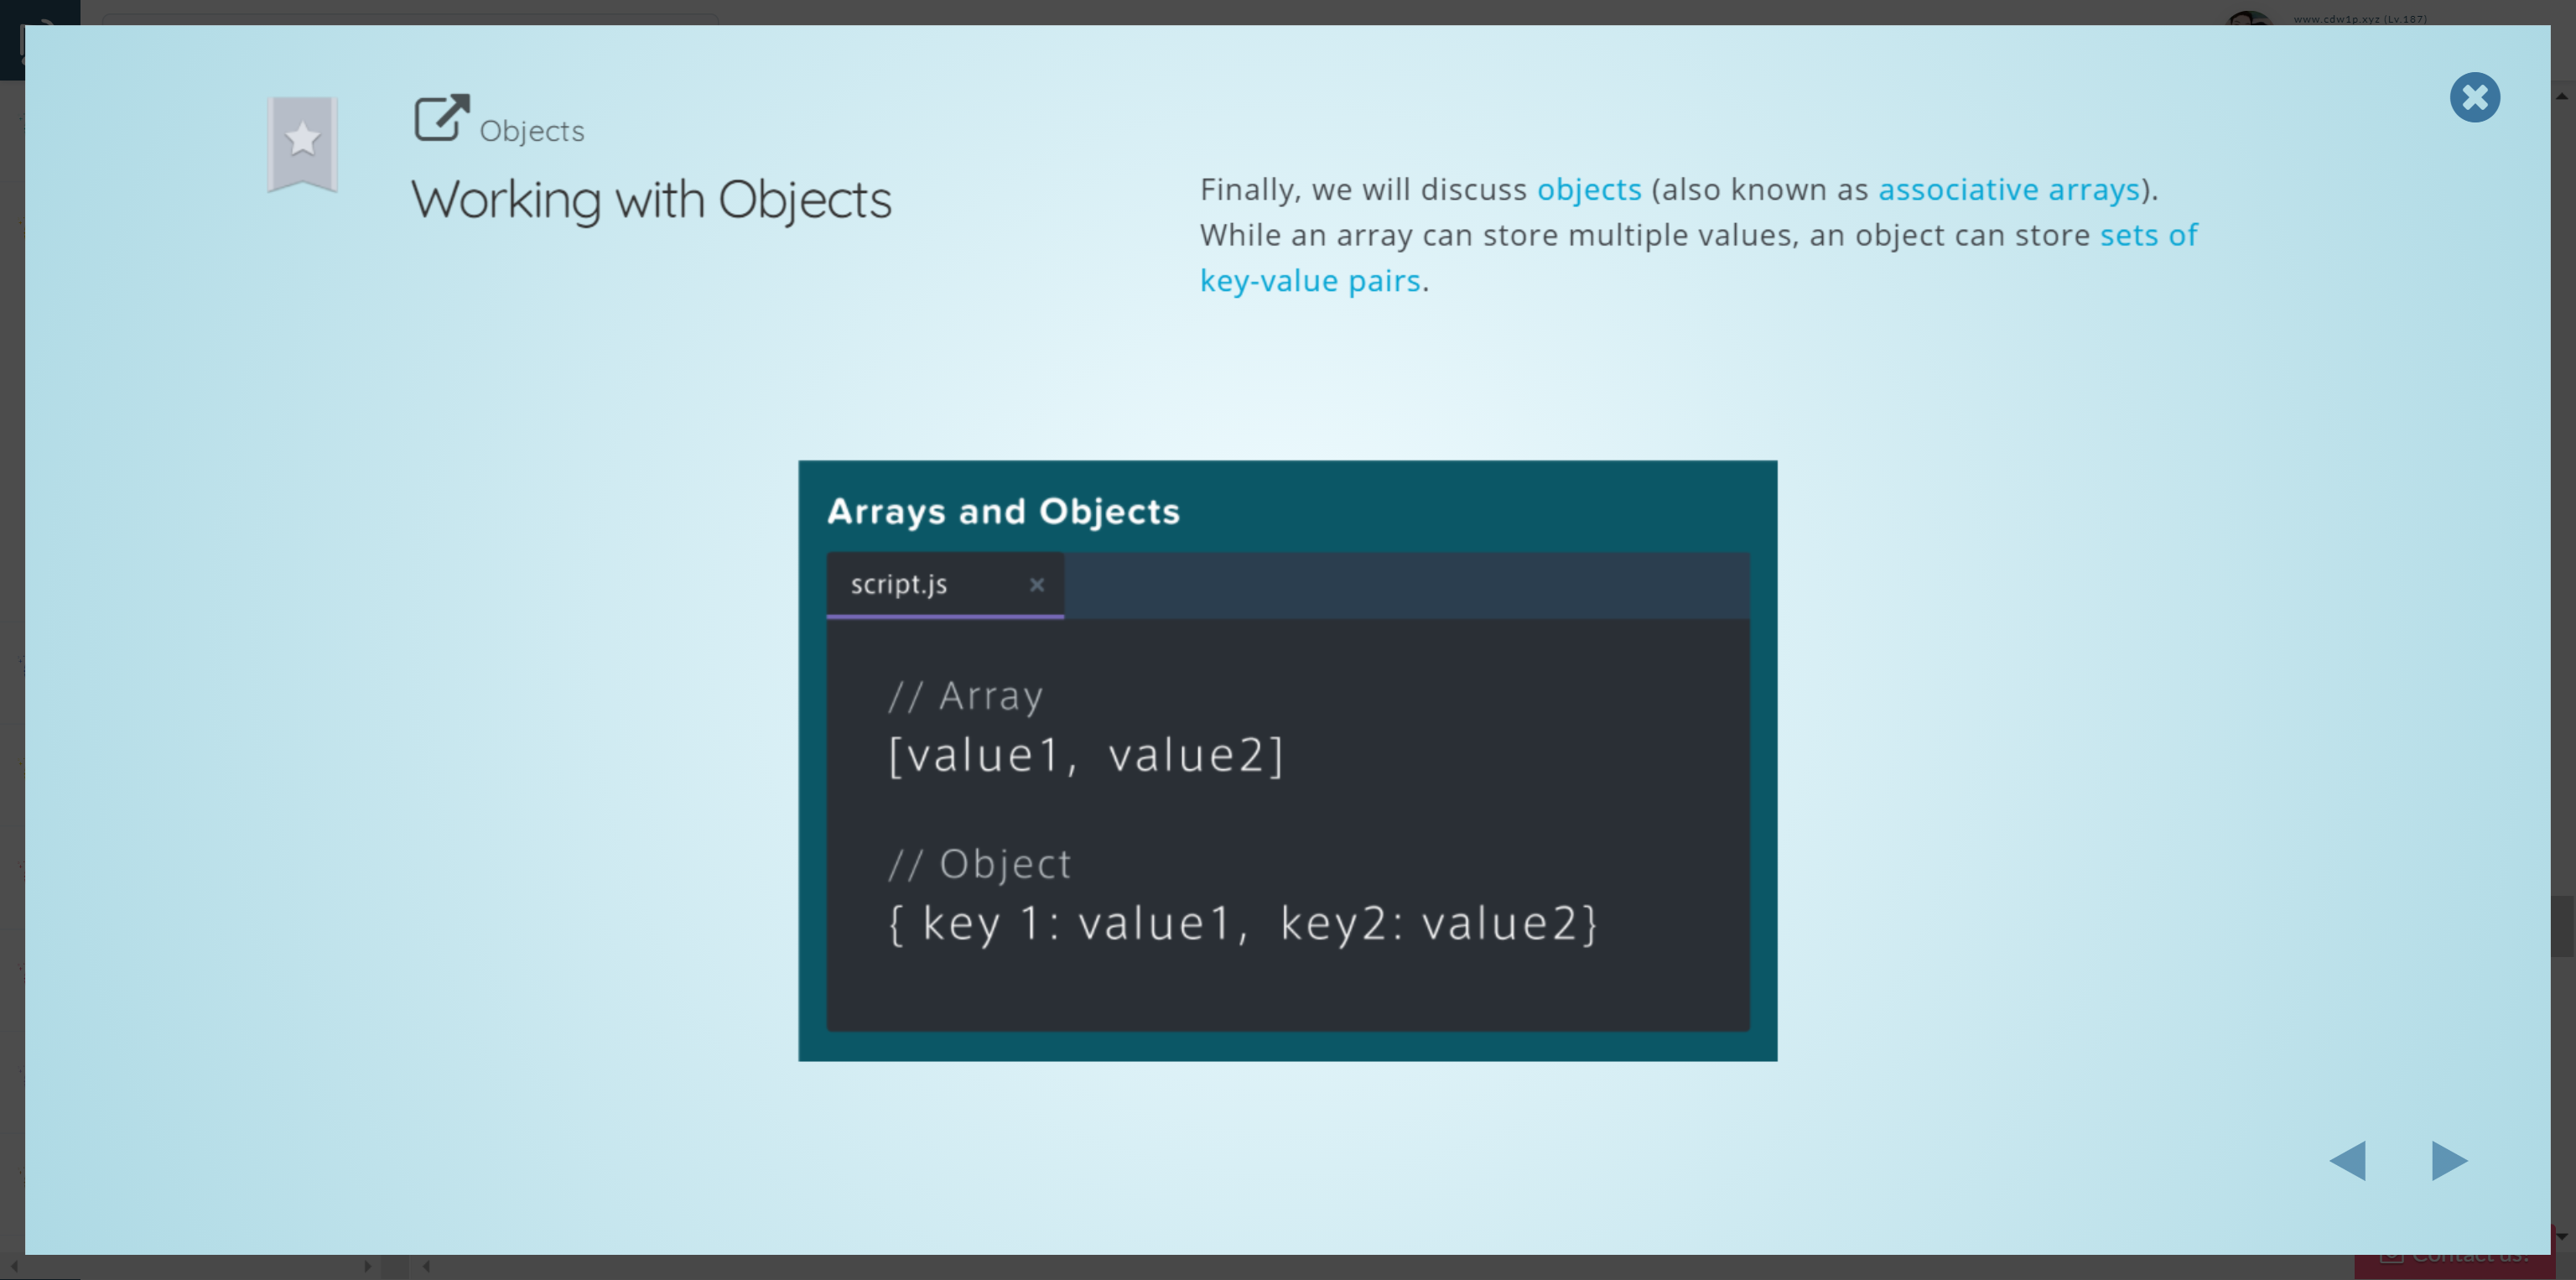 www.cdw1p.xyz (Lv.187)
Objects
Working with Objects
Finally, we will discuss objects (also known as associative arrays).
While an array can store multiple values, an object can store sets of
key-value pairs.
Arrays and Objects
script.js
// Array
[value1, value2]
// Object
{ key 1: value1, key2: value2}
Contact us!